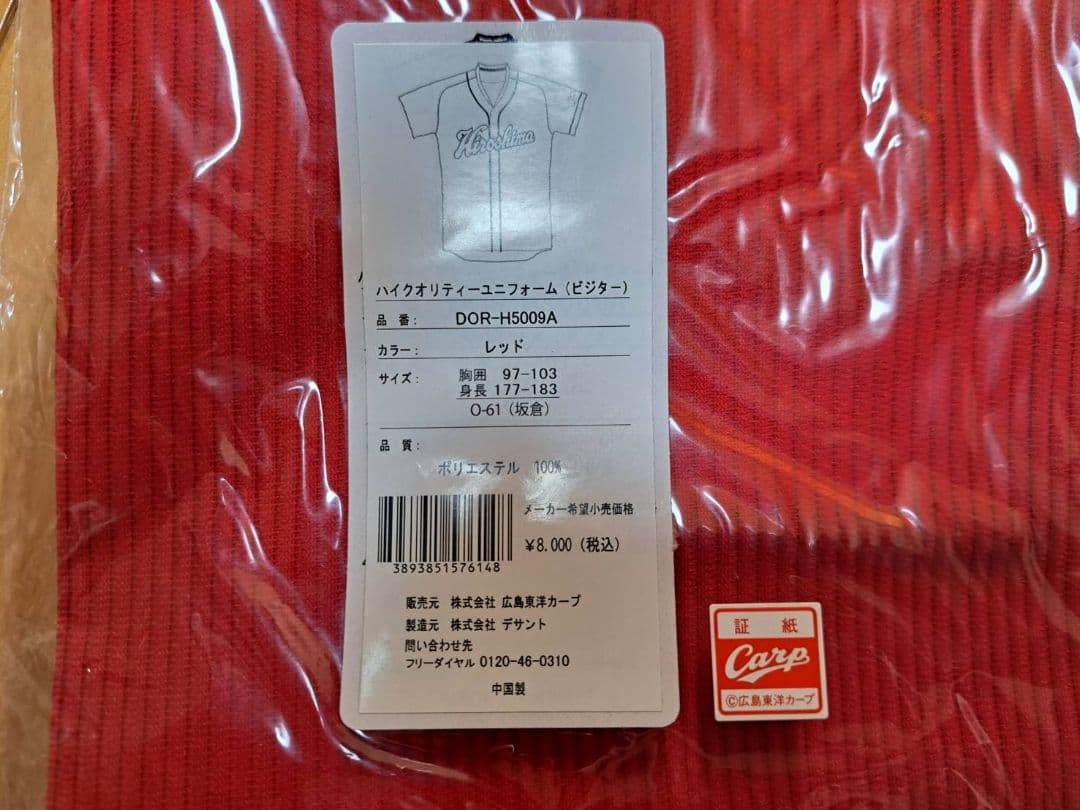 Hiroshima
ハイクオリティーユニフォーム（ビジター）
品 番： DOR-H5009A
カラー： レッド
サイズ： 胸囲 97-103
身長 177-183
O-61（坂倉）
品 質：
ポリエステル 100%
メーカー希望小売価格
￥8.000（税込）
3893851576148
販売元 株式会社 広島東洋カープ
製造元 株式会社 デサント
問い合わせ先
フリーダイヤル 0120-46-0310
中国製
証 紙
Carp
©広島東洋カープ